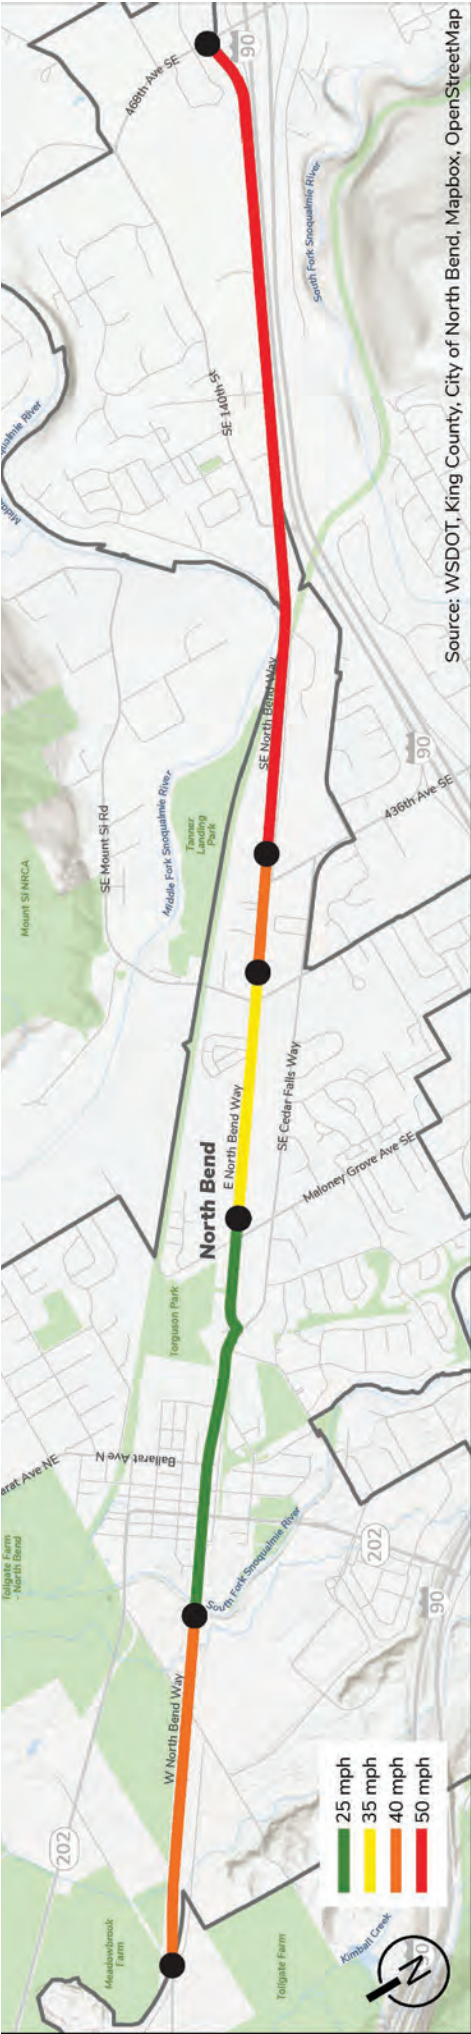 Meadowbrook
Farm
202
Tollgate Farm
Kimball Creek
N
W North Bend Way
25 mph
35 mph
40 mph
50 mph
Tollgate Farm
- North Bend
South Fork Snoqualmie River
202
90
Ballarat Ave N
Torguson Park
North Bend
E North Bend Way
Maloney Grove Ave SE
SE Cedar Falls Way
Mount Si NRCA
SE Mount Si Rd
Middle Fork Snoqualmie River
Tanner
Landing
Park
SE North Bend Way
436th Ave SE
90
SE 140th St
South Fork Snoqualmie River
468th Ave SE
90
Source: WSDOT, King County, City of North Bend, Mapbox, OpenStreetMap